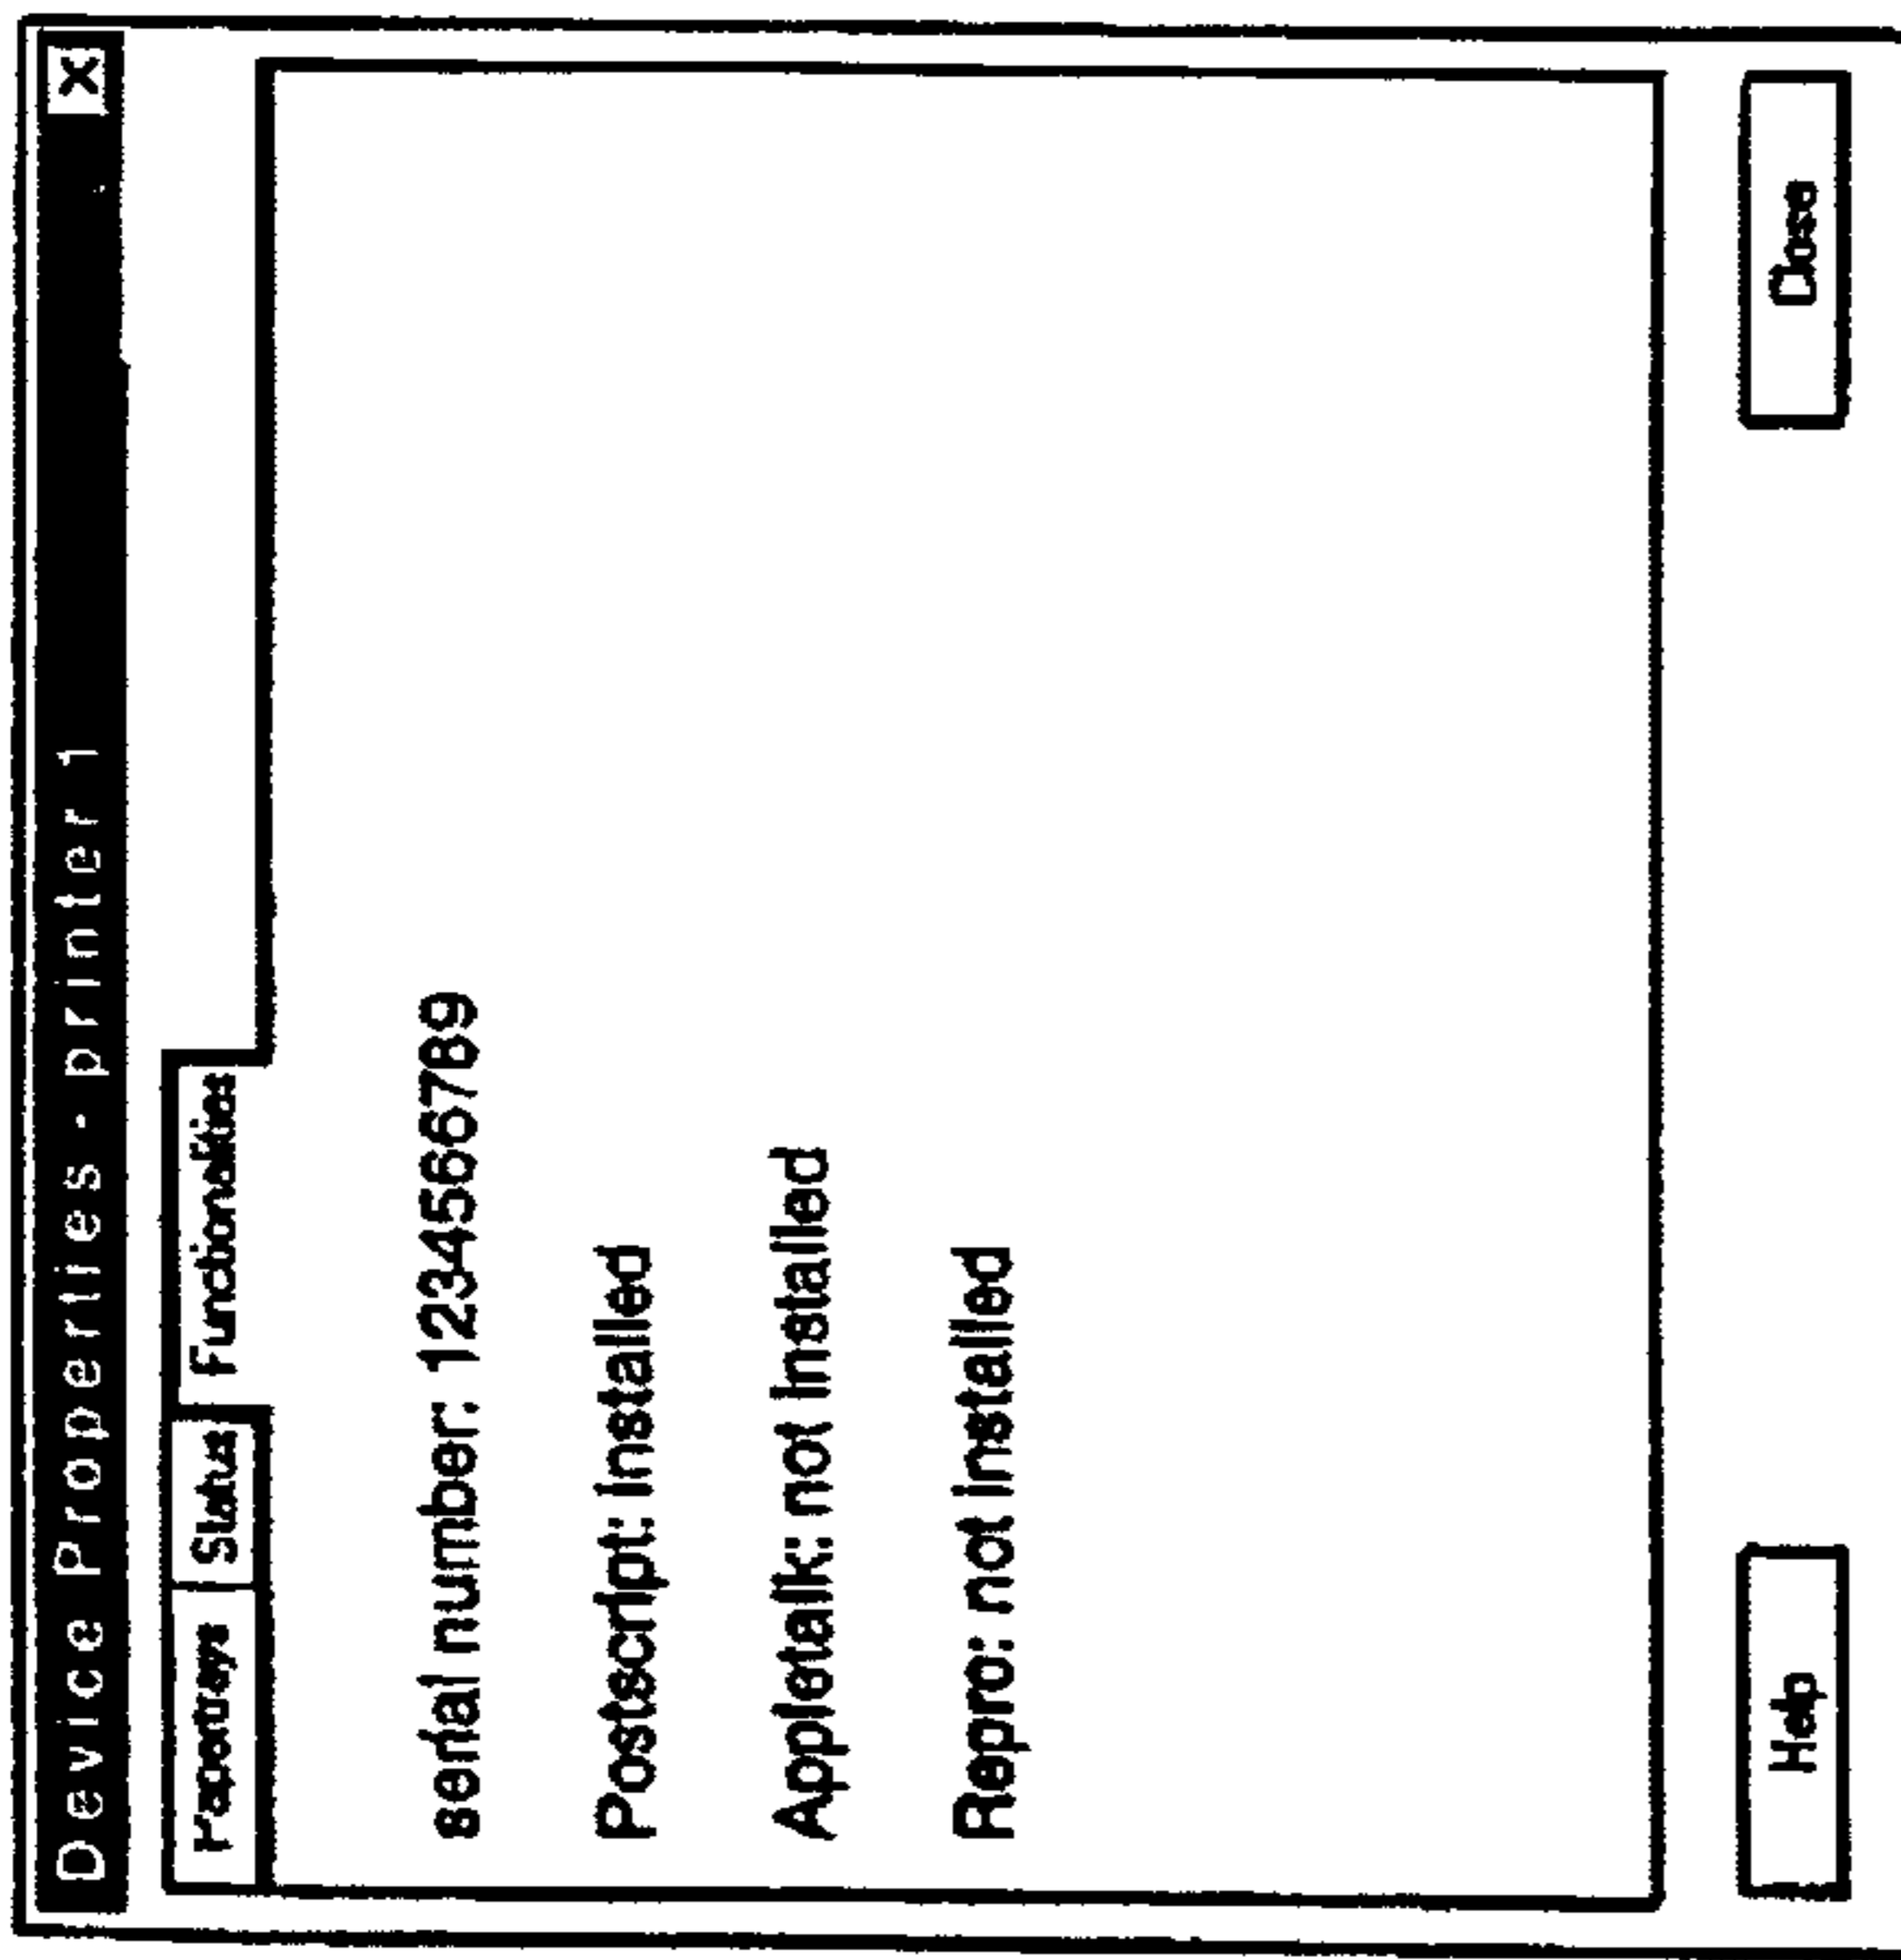 Device Properties - printer 1 X
Papertrays Status Functionalities
serial number: 1234566789
Postscript: installed
Appletalk: not installed
Repro: not installed
Help Close